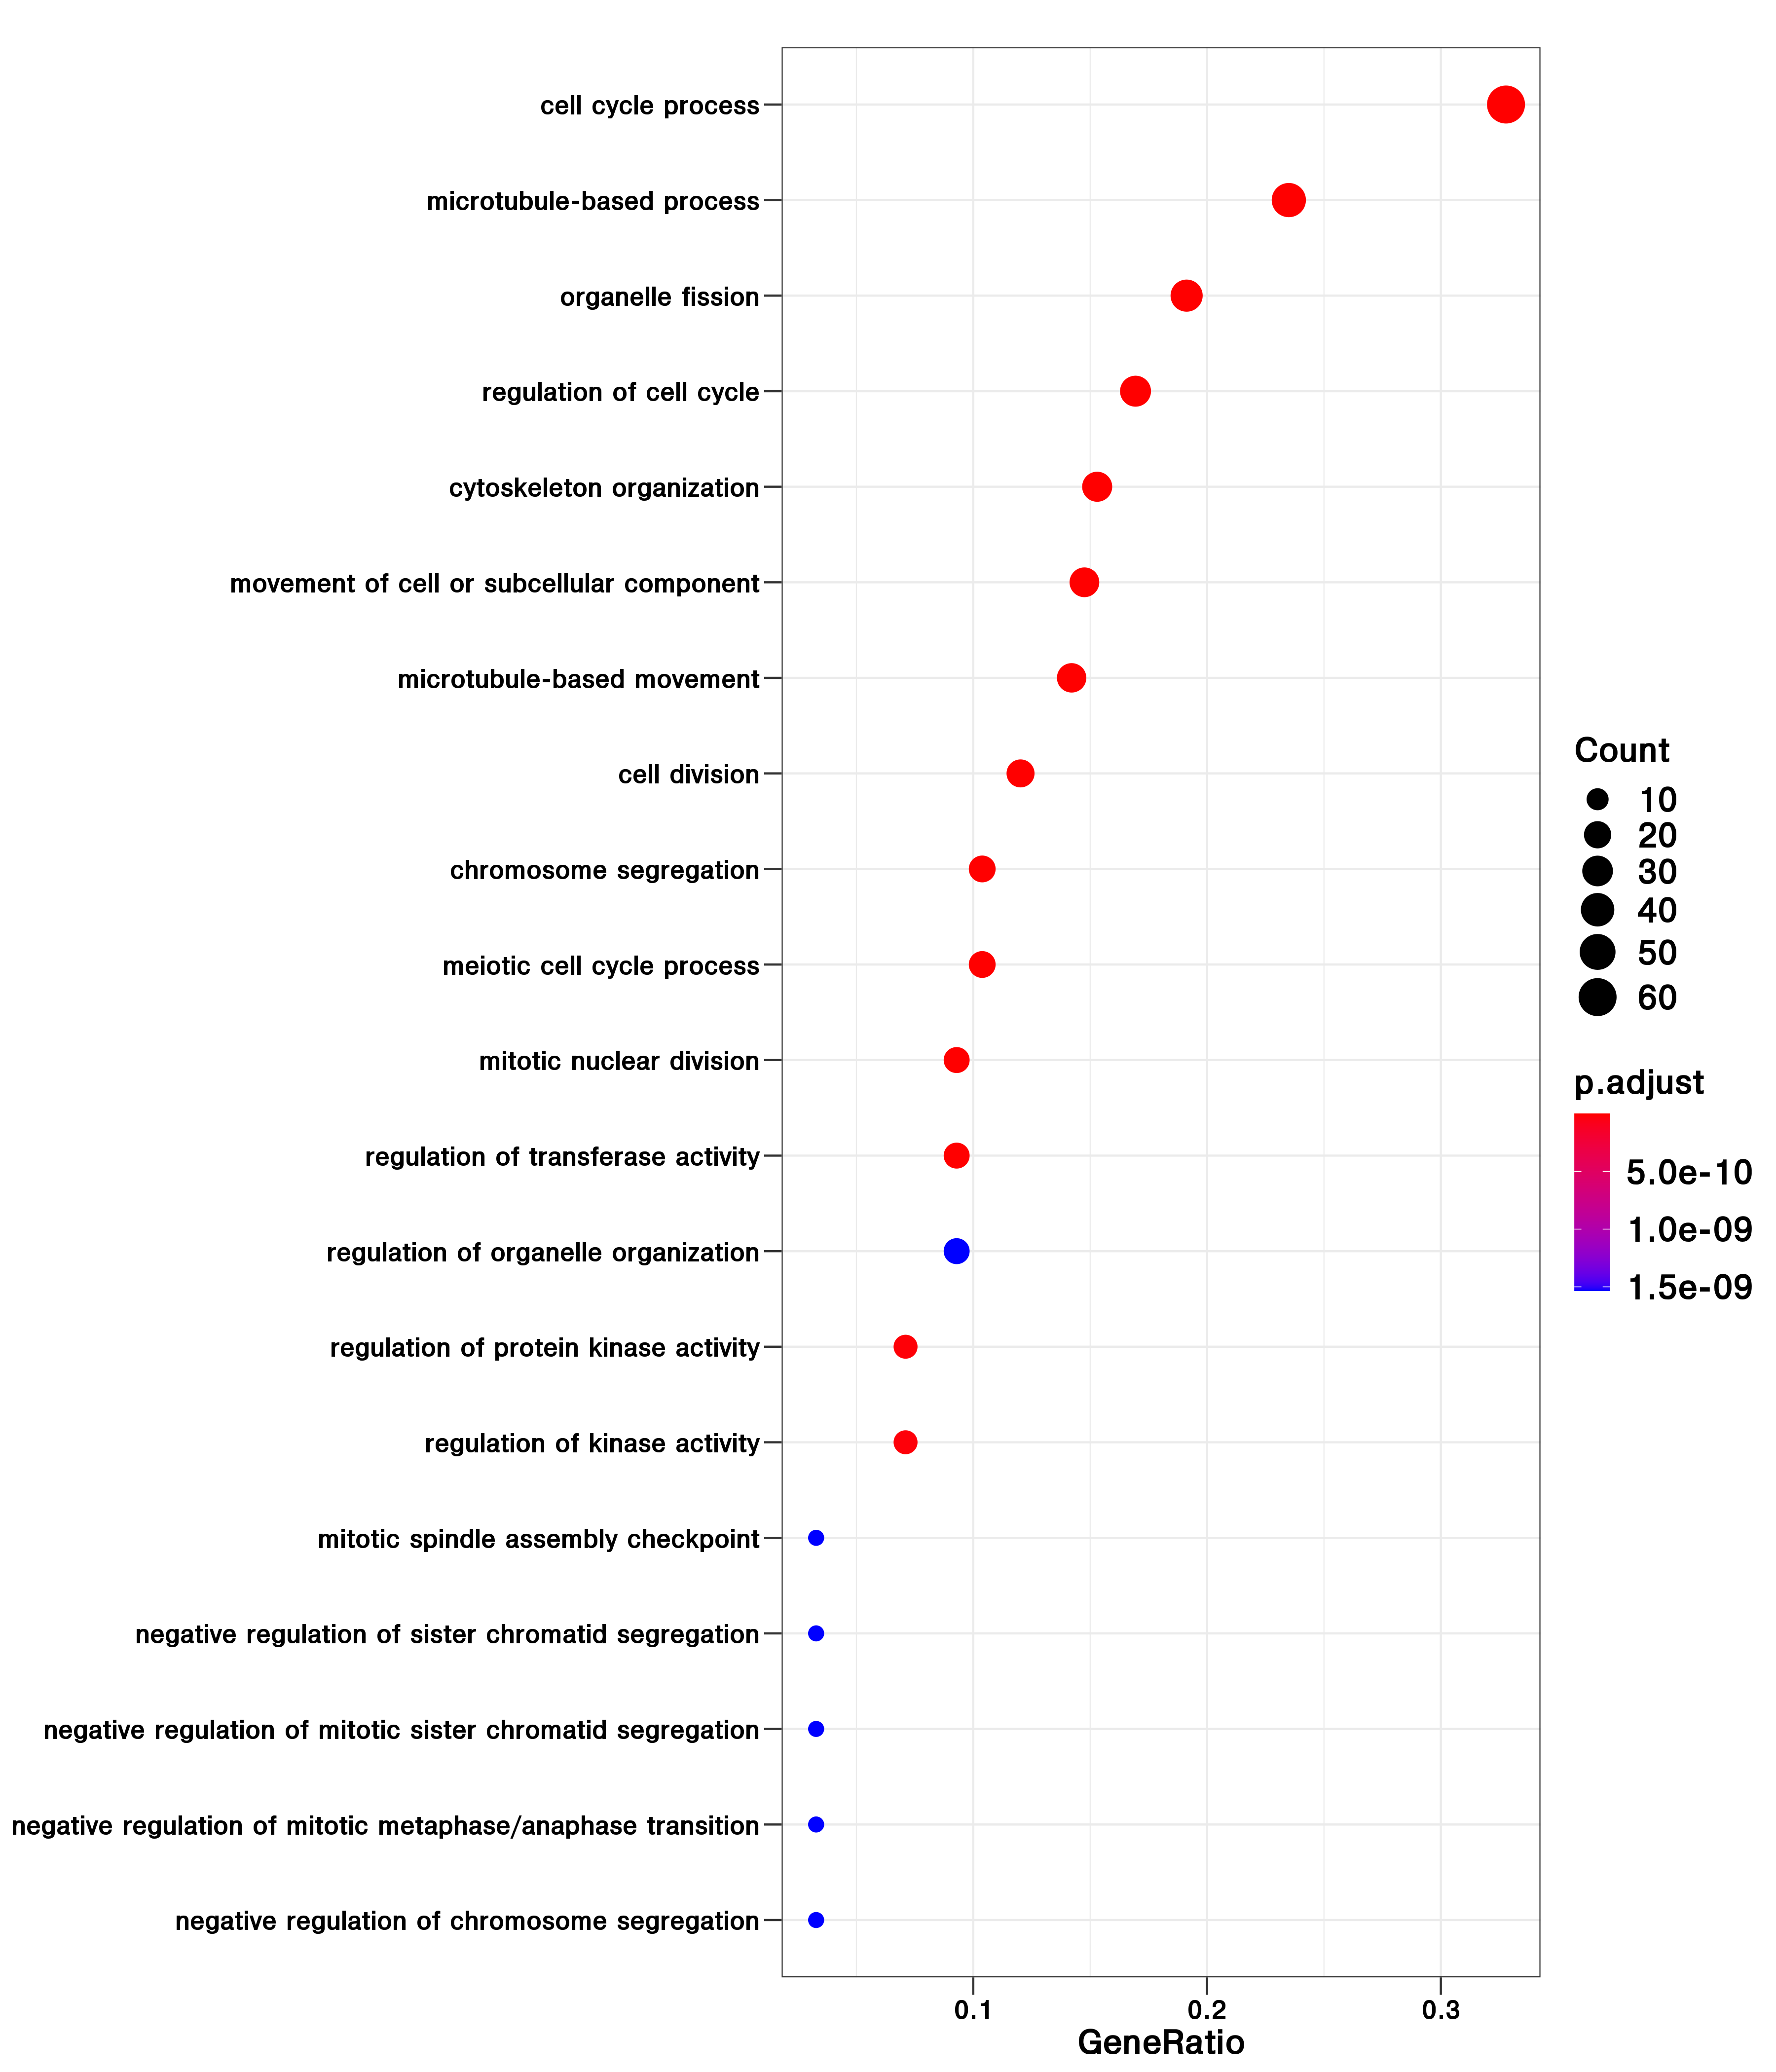 cell cycle process
microtubule-based process
organelle fission
regulation of cell cycle
cytoskeleton organization
movement of cell or subcellular component
microtubule-based movement
cell division
chromosome segregation
meiotic cell cycle process
mitotic nuclear division
regulation of transferase activity
regulation of organelle organization
regulation of protein kinase activity
regulation of kinase activity
mitotic spindle assembly checkpoint
negative regulation of sister chromatid segregation
negative regulation of mitotic sister chromatid segregation
negative regulation of mitotic metaphase/anaphase transition
negative regulation of chromosome segregation
0.1 0.2 0.3
GeneRatio
Count
10
20
30
40
50
60
p.adjust
5.0e-10
1.0e-09
1.5e-09